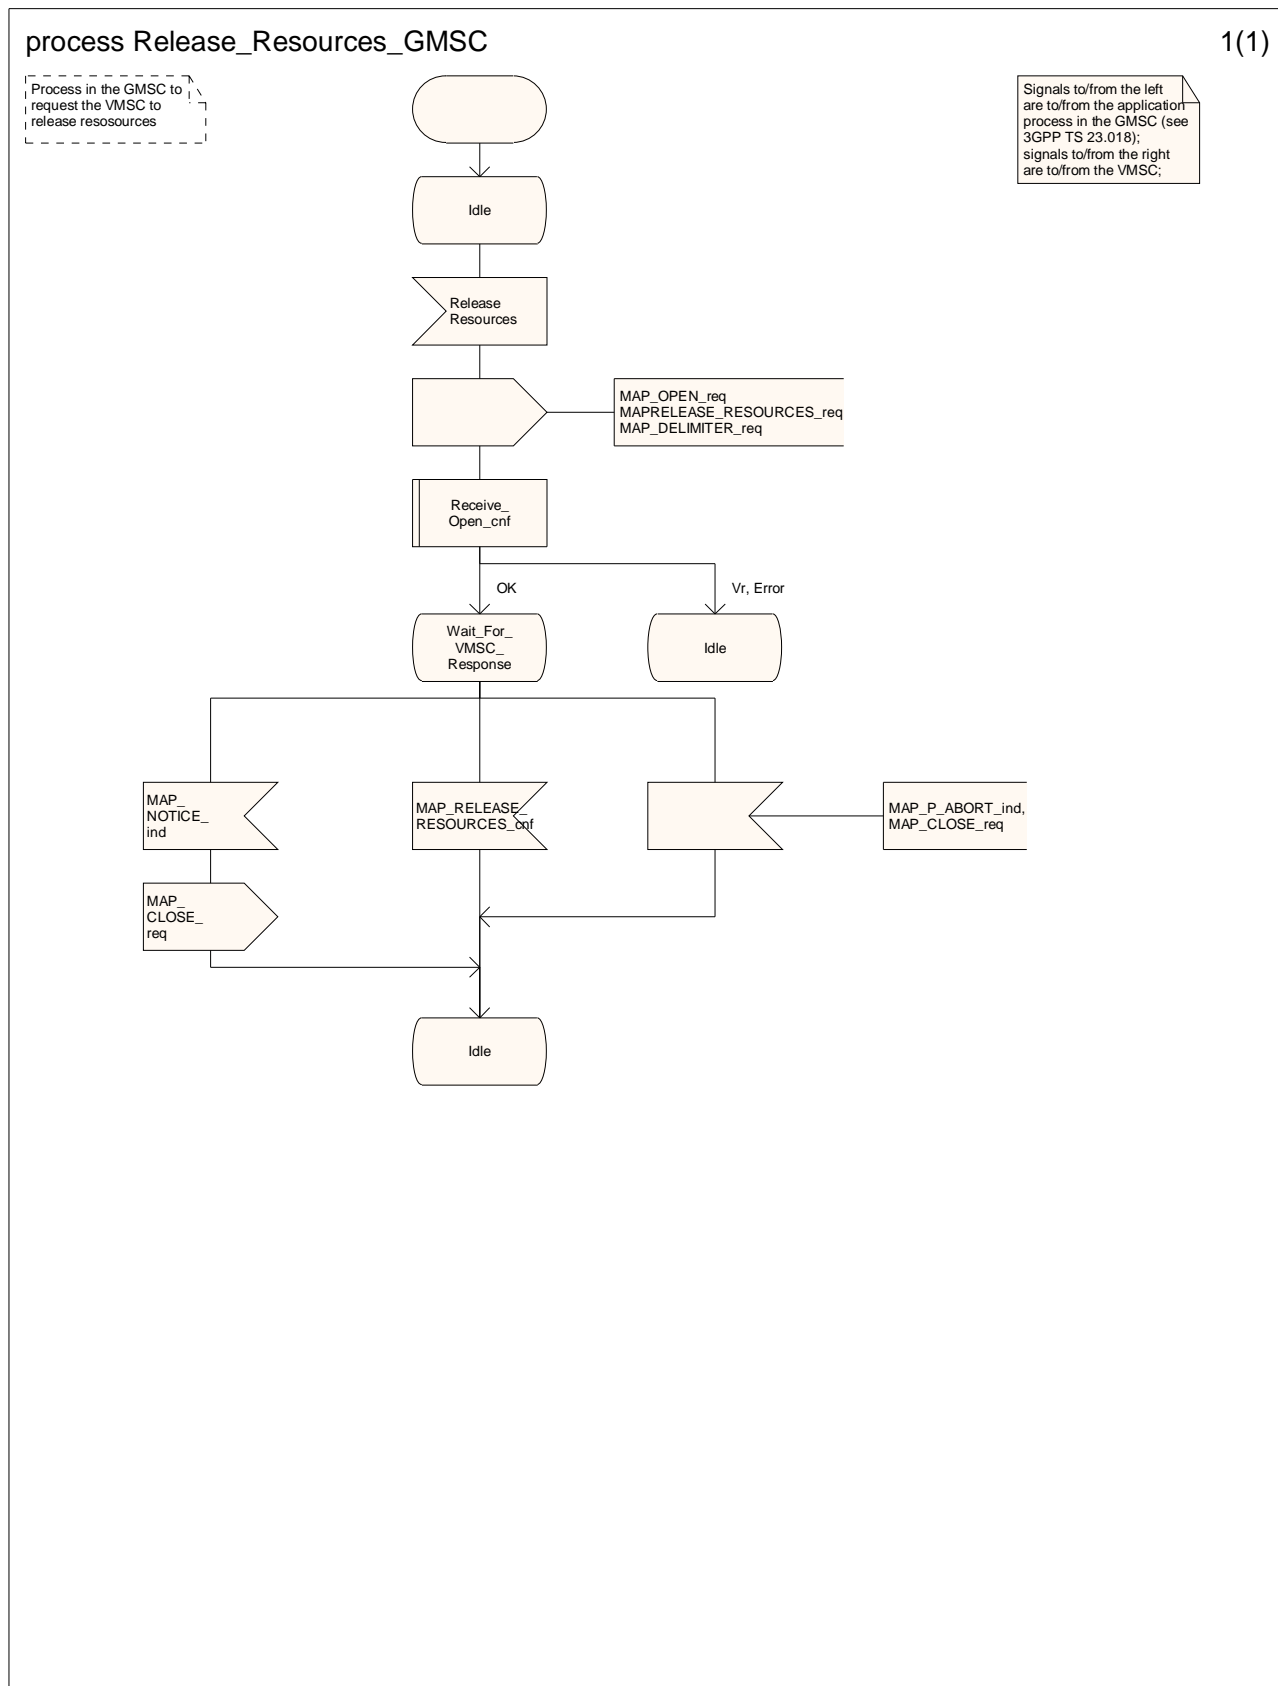 process Release_Resources_GMSC
1(1)
Process in the GMSC to
request the VMSC to
release resosources
Signals to/from the left
are to/from the application
process in the GMSC (see
3GPP TS 23.018);
signals to/from the right
are to/from the VMSC;
Idle
Release
Resources
MAP_OPEN_req
MAPRELEASE_RESOURCES_req
MAP_DELIMITER_req
Receive_
Open_cnf
OK
Vr, Error
Wait_For_
VMSC_
Response
Idle
MAP_
NOTICE_
ind
MAP_RELEASE_
RESOURCES_cnf
MAP_P_ABORT_ind,
MAP_CLOSE_req
MAP_
CLOSE_
req
Idle